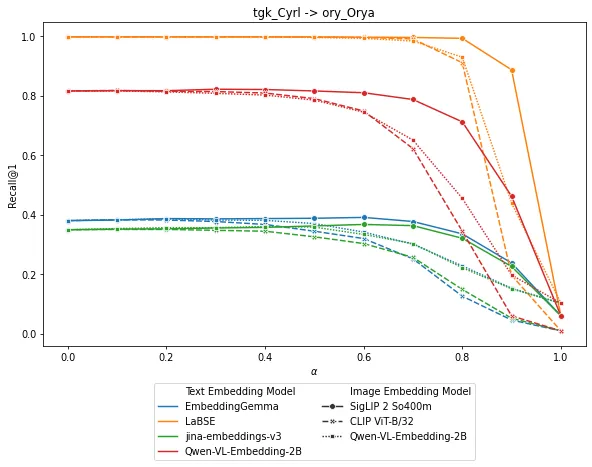 tgk_Cyrl -> ory_Orya
Recall@1
1.0
0.8
0.6
0.4
0.2
0.0
0.0 0.2 0.4 0.6 0.8 1.0
α
Text Embedding Model
EmbeddingGemma
LaBSE
jina-embeddings-v3
Qwen-VL-Embedding-2B
Image Embedding Model
SigLIP 2 So400m
CLIP ViT-B/32
Qwen-VL-Embedding-2B